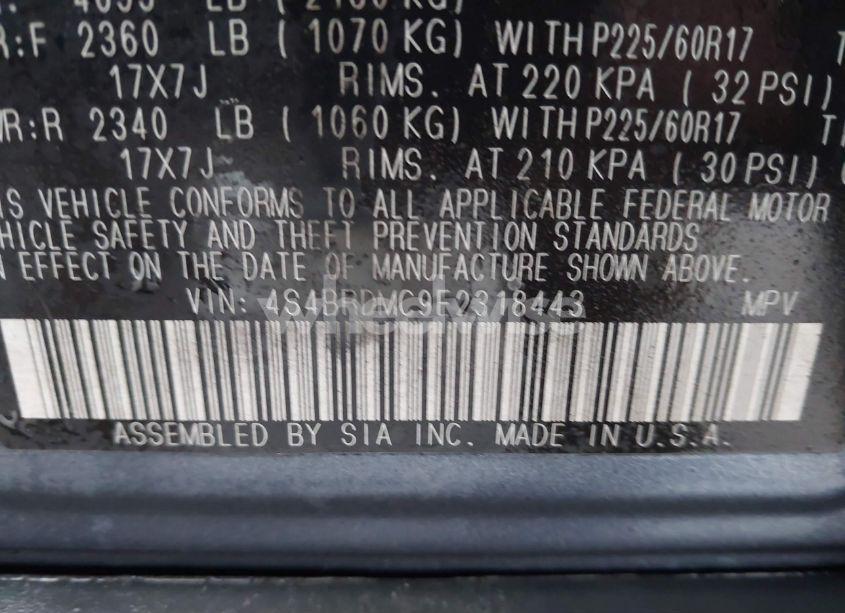 R:F 2360 LB ( 1070 KG) WITH P225/60R17
17X7J RIMS. AT 220 KPA ( 32 PSI)
WR:R 2340 LB ( 1060 KG) WITH P225/60R17
17X7J RIMS. AT 210 KPA ( 30 PSI)
IS VEHICLE CONFORMS TO ALL APPLICABLE FEDERAL MOTOR
HICLE SAFETY AND THEFT PREVENTION STANDARDS
N EFFECT ON THE DATE OF MANUFACTURE SHOWN ABOVE.
VIN: MC9E2318443 MPV
ASSEMBLED BY SIA INC. MADE IN U.S.A.